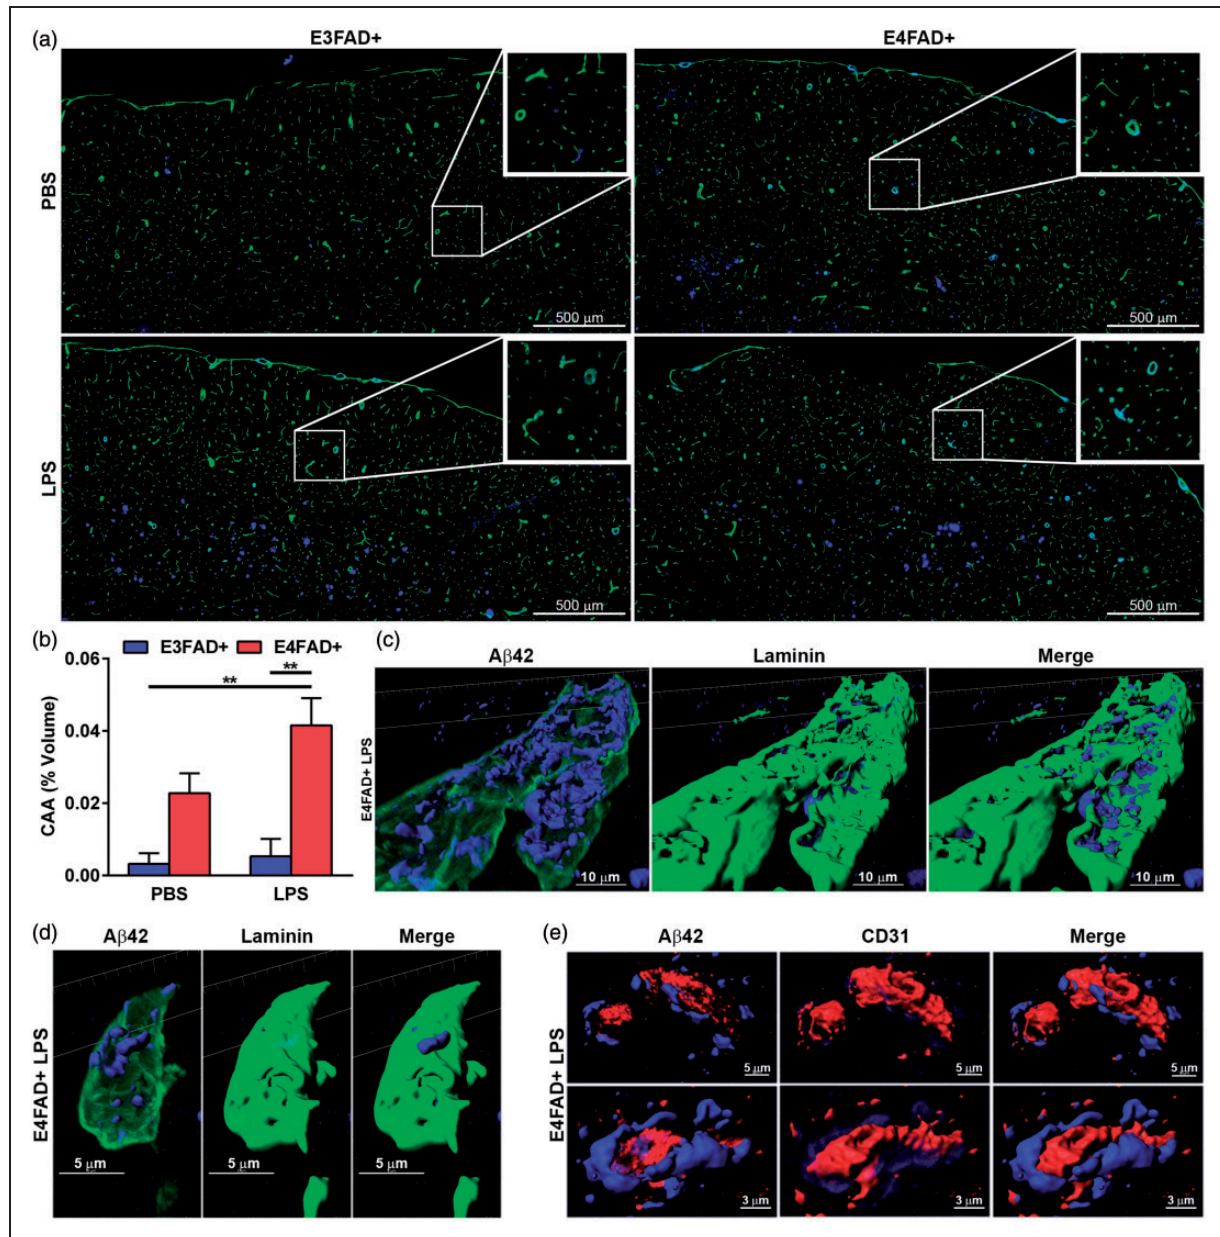 (a)
E3FAD+
E4FAD+
PBS
500 μm
500 μm
LPS
500 μm
500 μm
(b)
E3FAD+
E4FAD+
0.06
0.04
0.02
0.00
CAA (% Volume)
**
**
PBS
LPS
(c)
Aβ42
Laminin
Merge
E4FAD+ LPS
10 μm
10 μm
10 μm
(d)
Aβ42
Laminin
Merge
E4FAD+ LPS
5 μm
5 μm
5 μm
(e)
Aβ42
CD31
Merge
E4FAD+ LPS
5 μm
5 μm
5 μm
3 μm
3 μm
3 μm